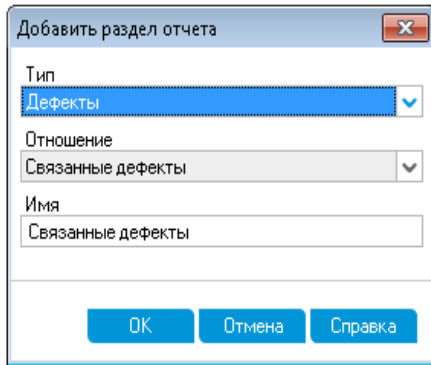 Добавить раздел отчета
Тип
Дефекты
Отношение
Связанные дефекты
Имя
Связанные дефекты
OK
Отмена
Справка